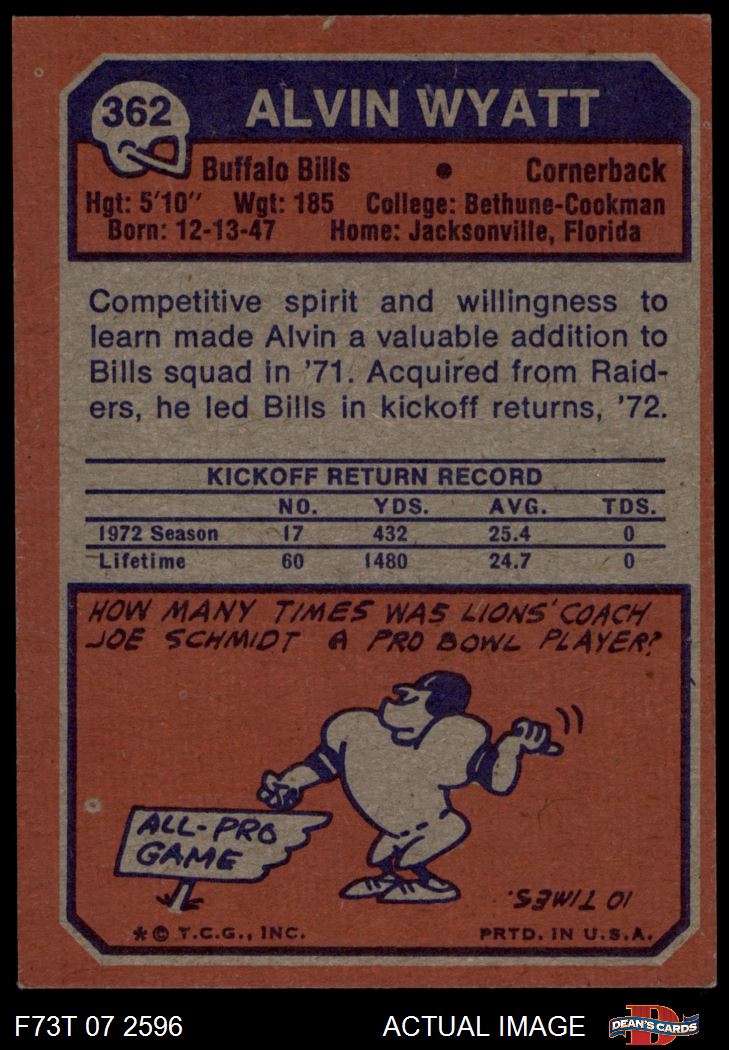 362 ALVIN WYATT
Buffalo Bills • Cornerback
Hgt: 5'10" Wgt: 185 College: Bethune-Cookman
Born: 12-13-47 Home: Jacksonville, Florida
Competitive spirit and willingness to
learn made Alvin a valuable addition to
Bills squad in '71. Acquired from Raid-
ers, he led Bills in kickoff returns, '72.
KICKOFF RETURN RECORD
NO. YDS. AVG. TDS.
1972 Season 17 432 25.4 0
Lifetime 60 1480 24.7 0
HOW MANY TIMES WAS LIONS' COACH
JOE SCHMIDT A PRO BOWL PLAYER?
ALL-PRO
GAME
10 TIMES.
* © T.C.G., INC. PRTD. IN U.S.A.
F73T 07 2596 ACTUAL IMAGE D DEAN'S CARDS